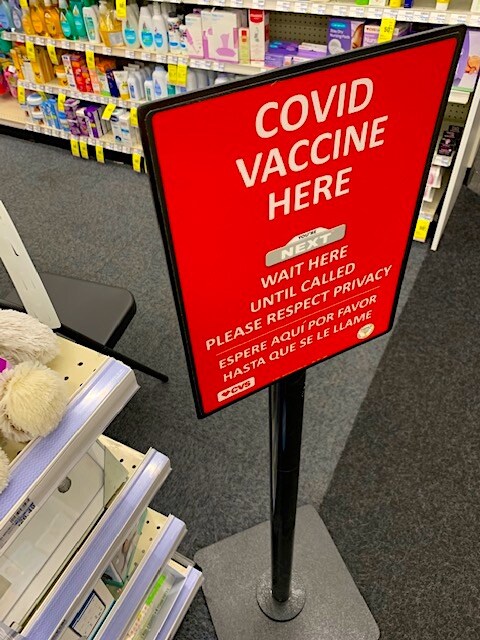 COVID
VACCINE
HERE
YOU'RE
NEXT
WAIT HERE
UNTIL CALLED
PLEASE RESPECT PRIVACY
ESPERE AQUÍ POR FAVOR
HASTA QUE SE LE LLAME
CVS